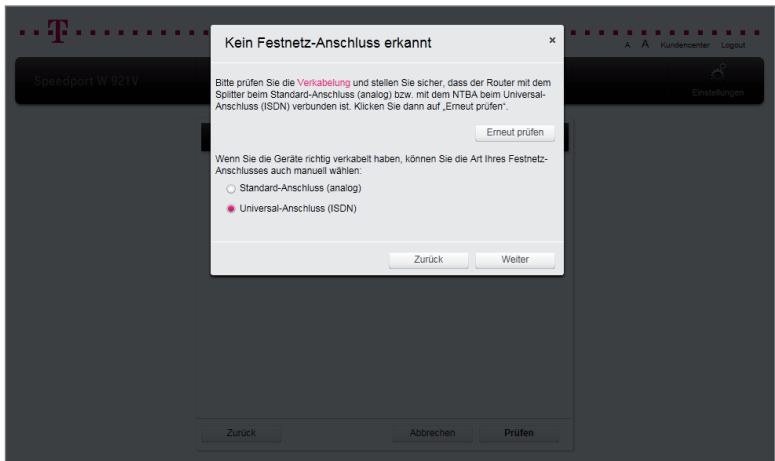 T
Kein Festnetz-Anschluss erkannt ×
A A Kundencenter Logout
Speedport W 921V
Einstellungen
Bitte prüfen Sie die Verkabelung und stellen Sie sicher, dass der Router mit dem
Splitter beim Standard-Anschluss (analog) bzw. mit dem NTBA beim Universal-
Anschluss (ISDN) verbunden ist. Klicken Sie dann auf „Erneut prüfen“.
Erneut prüfen
Wenn Sie die Geräte richtig verkabelt haben, können Sie die Art Ihres Festnetz-
Anschlusses auch manuell wählen:
Standard-Anschluss (analog)
Universal-Anschluss (ISDN)
Zurück Weiter
Zurück Abbrechen Prüfen